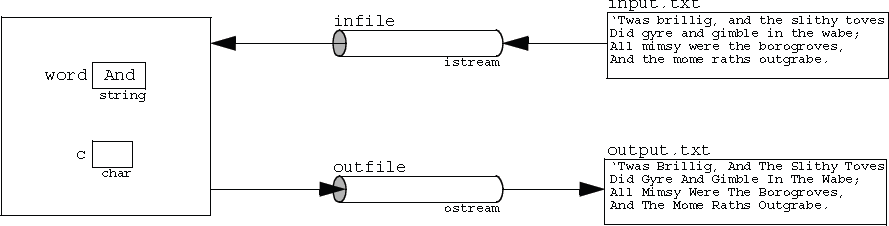 infile
input.txt
`Twas brillig, and the slithy toves
Did gyre and gimble in the wabe;
All mimsy were the borogroves,
And the mome raths outgrabe.
istream
word And
string
c
char
outfile
output.txt
`Twas Brillig, And The Slithy Toves
Did Gyre And Gimble In The Wabe;
All Mimsy Were The Borogroves,
And The Mome Raths Outgrabe.
ostream